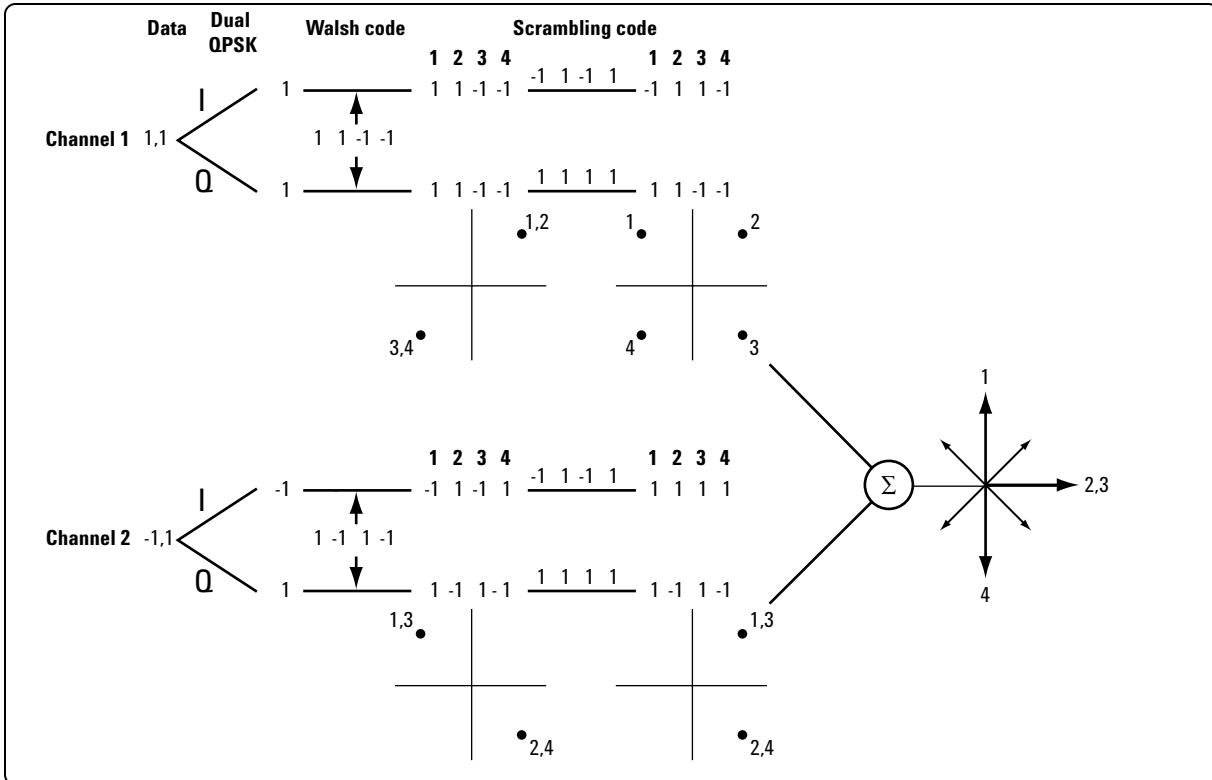 Data Dual QPSK Walsh code Scrambling code
1 2 3 4 -1 1 -1 1 1 2 3 4
I 1 1 1 -1 -1 -1 1 1 -1
Channel 1 1,1 1 1 -1 -1
Q 1 1 1 -1 -1 1 1 1 1 1 1 -1 -1
1,2 1 2
3,4 4 3
1
1 2 3 4 -1 1 -1 1 1 2 3 4
I -1 -1 1 -1 1 1 1 1 1
Σ 2,3
Channel 2 -1,1 1 -1 1 -1
4
Q 1 1 -1 1 -1 1 1 1 1 1 -1 1 -1
1,3 1,3
2,4 2,4